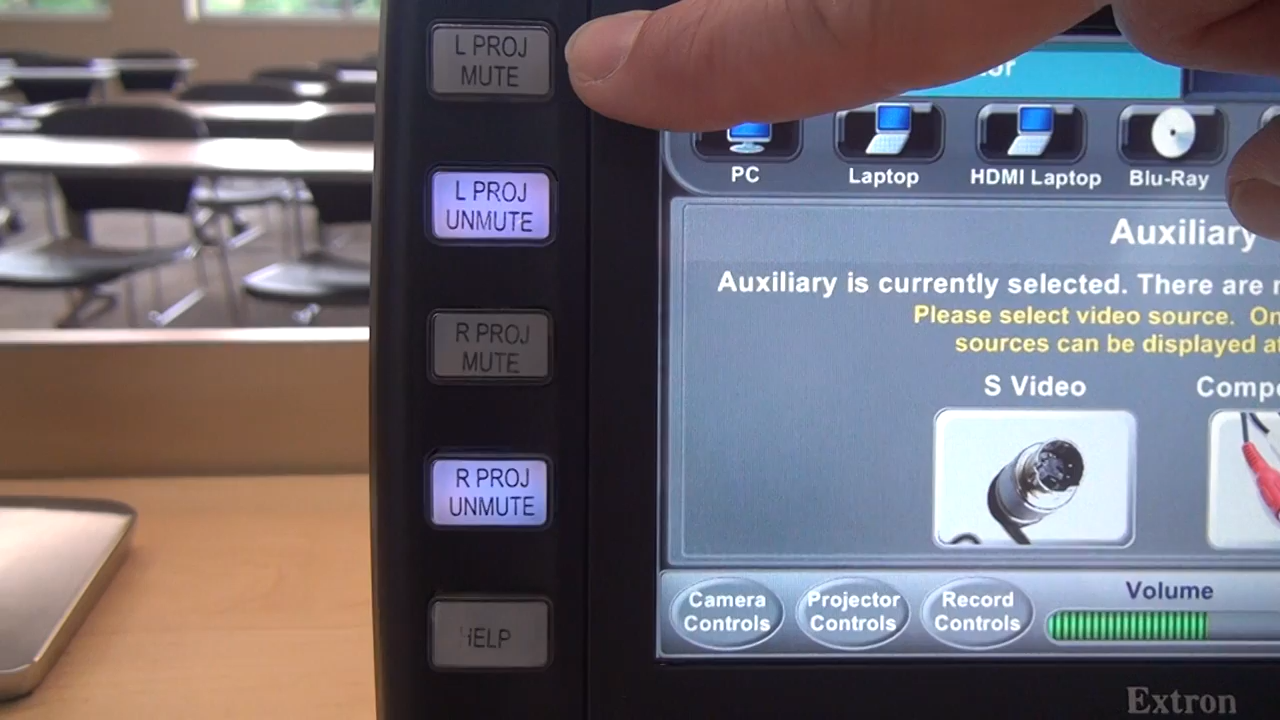 L PROJ
MUTE
L PROJ
UNMUTE
R PROJ
MUTE
R PROJ
UNMUTE
HELP
PC
Laptop
HDMI Laptop
Blu-Ray
Auxiliary
Auxiliary is currently selected. There are
Please select video source.
sources can be displayed
S Video
Camera
Controls
Projector
Controls
Record
Controls
Volume
Extron